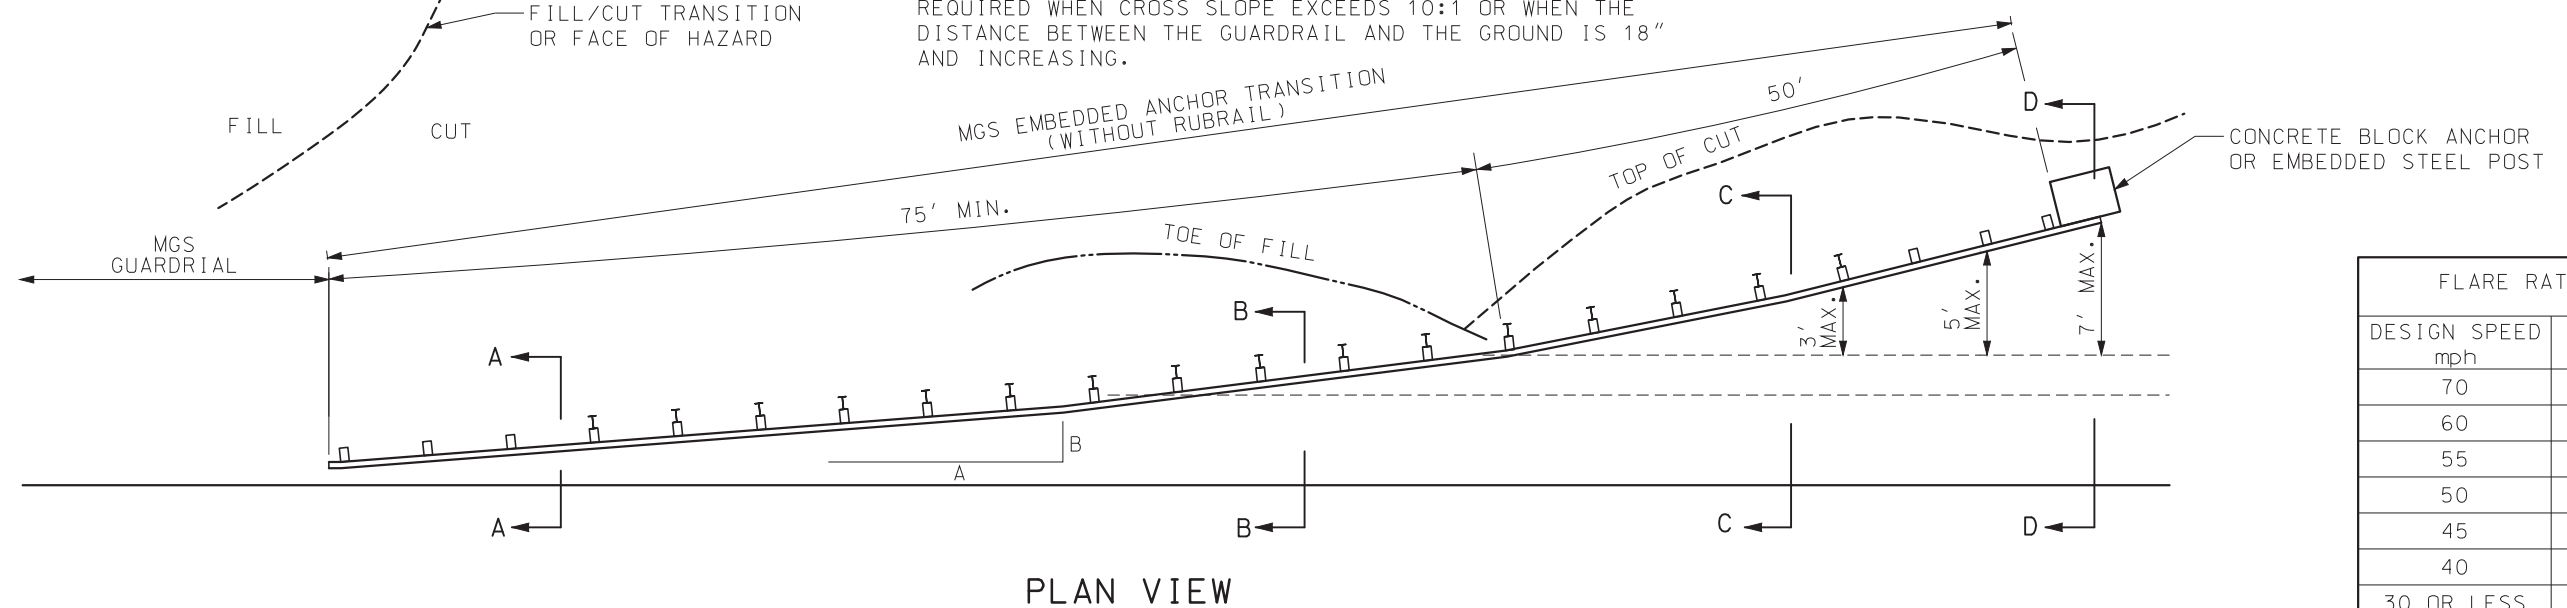 FILL/CUT TRANSITION
OR FACE OF HAZARD
REQUIRED WHEN CROSS SLOPE EXCEEDS 10:1 OR WHEN THE
DISTANCE BETWEEN THE GUARDRAIL AND THE GROUND IS 18"
AND INCREASING.
FILL
CUT
MGS EMBEDDED ANCHOR TRANSITION
(WITHOUT RUBRAIL)
50'
D
CONCRETE BLOCK ANCHOR
OR EMBEDDED STEEL POST
TOP OF CUT
C
75' MIN.
MGS
GUARDRIAL
TOE OF FILL
B
A
3'
MAX.
5'
MAX.
7' MAX.
B
A
A
B
C
D
PLAN VIEW
FLARE RAT
DESIGN SPEED
mph
70
60
55
50
45
40
30 OR LESS